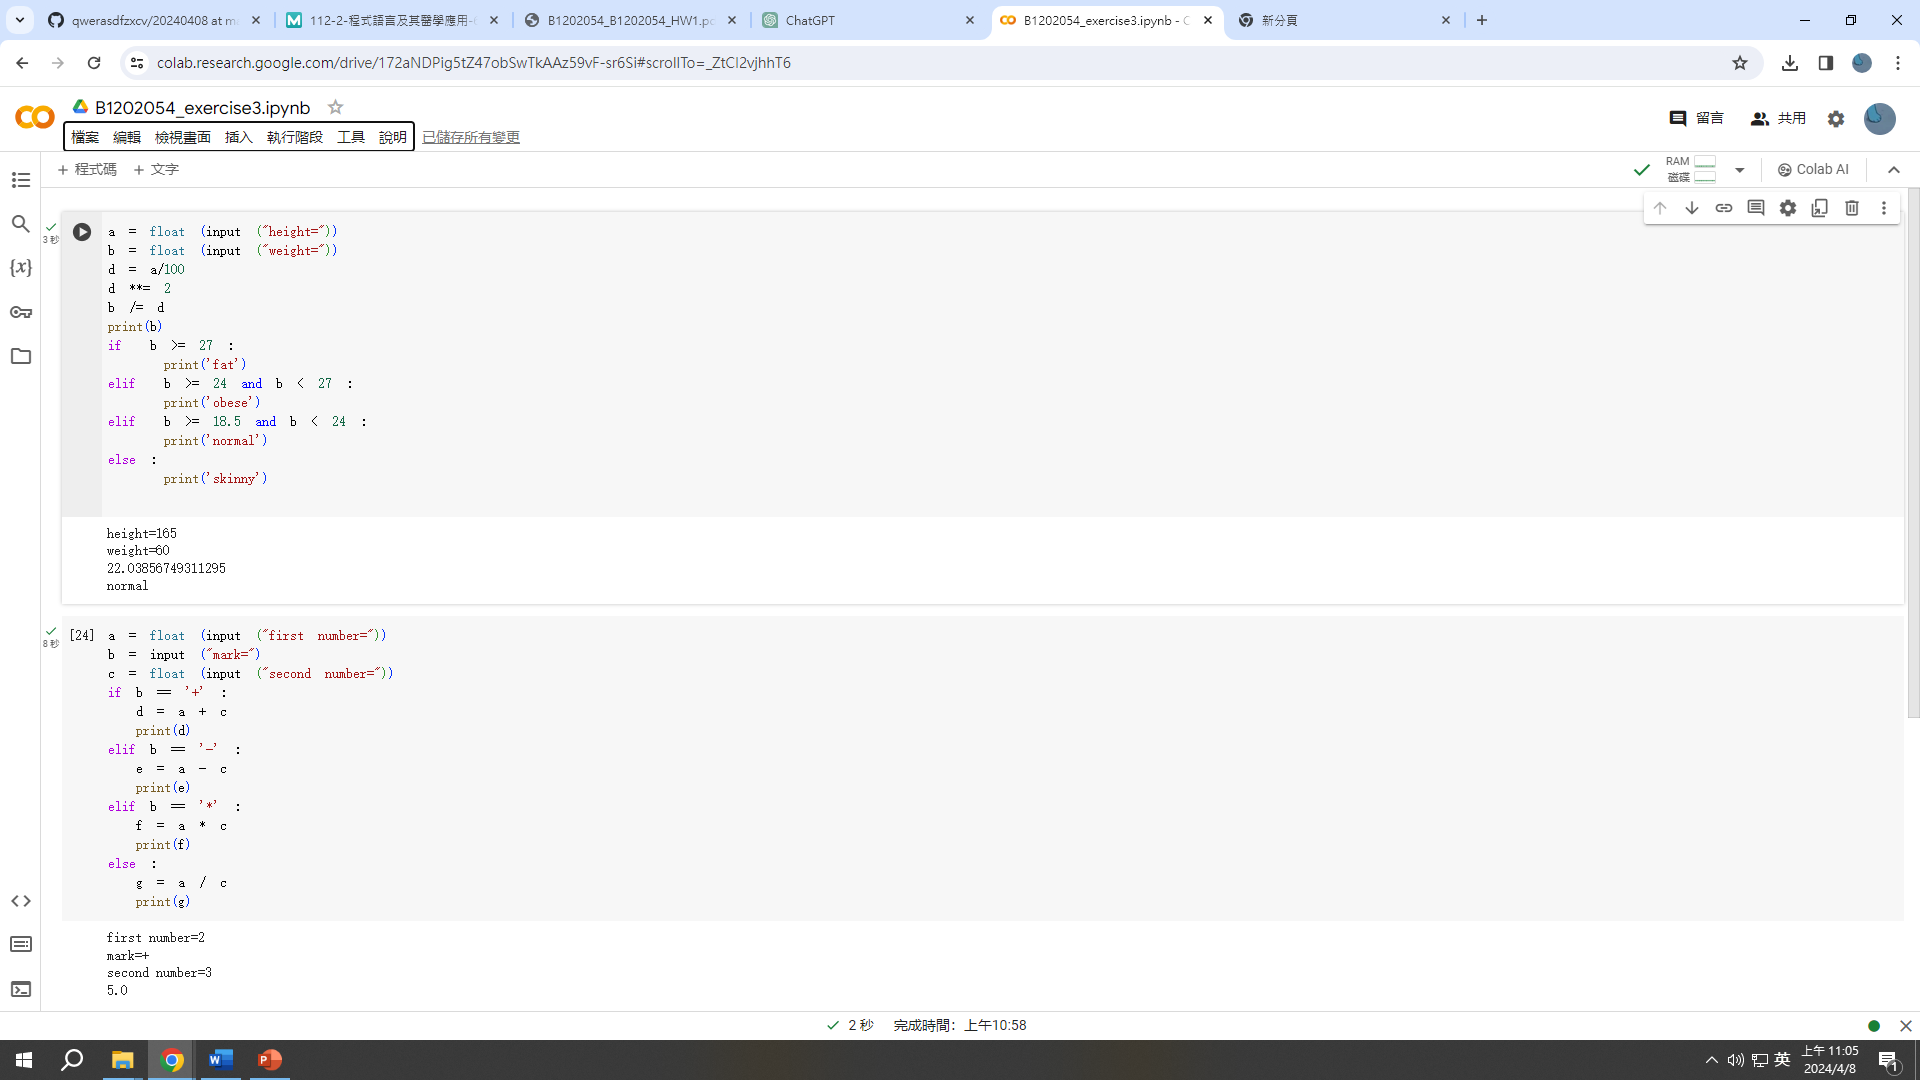 qwerasdfzxcv/20240408 at m
112-2-程式語言及其醫學應用-
B1202054_B1202054_HW1.pc
ChatGPT
B1202054_exercise3.ipynb - C
新分頁
colab.research.google.com/drive/172aNDPig5tZ47obSwTkAAz59vF-sr6Si#scrollTo=_ZtCI2vjhhT6
B1202054_exercise3.ipynb
留言
共用
檔案 編輯 檢視畫面 插入 執行階段 工具 說明 已儲存所有變更
+ 程式碼 + 文字
RAM
磁碟
Colab AI
3 秒
a = float (input ("height="))
b = float (input ("weight="))
d = a/100
d **= 2
b /= d
print(b)
if b >= 27 :
print('fat')
elif b >= 24 and b < 27 :
print('obese')
elif b >= 18.5 and b < 24 :
print('normal')
else :
print('skinny')
height=165
weight=60
22.03856749311295
normal
8 秒
[24] a = float (input ("first number="))
b = input ("mark=")
c = float (input ("second number="))
if b == '+' :
d = a + c
print(d)
elif b == '-' :
e = a - c
print(e)
elif b == '*' :
f = a * c
print(f)
else :
g = a / c
print(g)
first number=2
mark=+
second number=3
5.0
2 秒 完成時間: 上午10:58
英
上午 11:05
2024/4/8
1